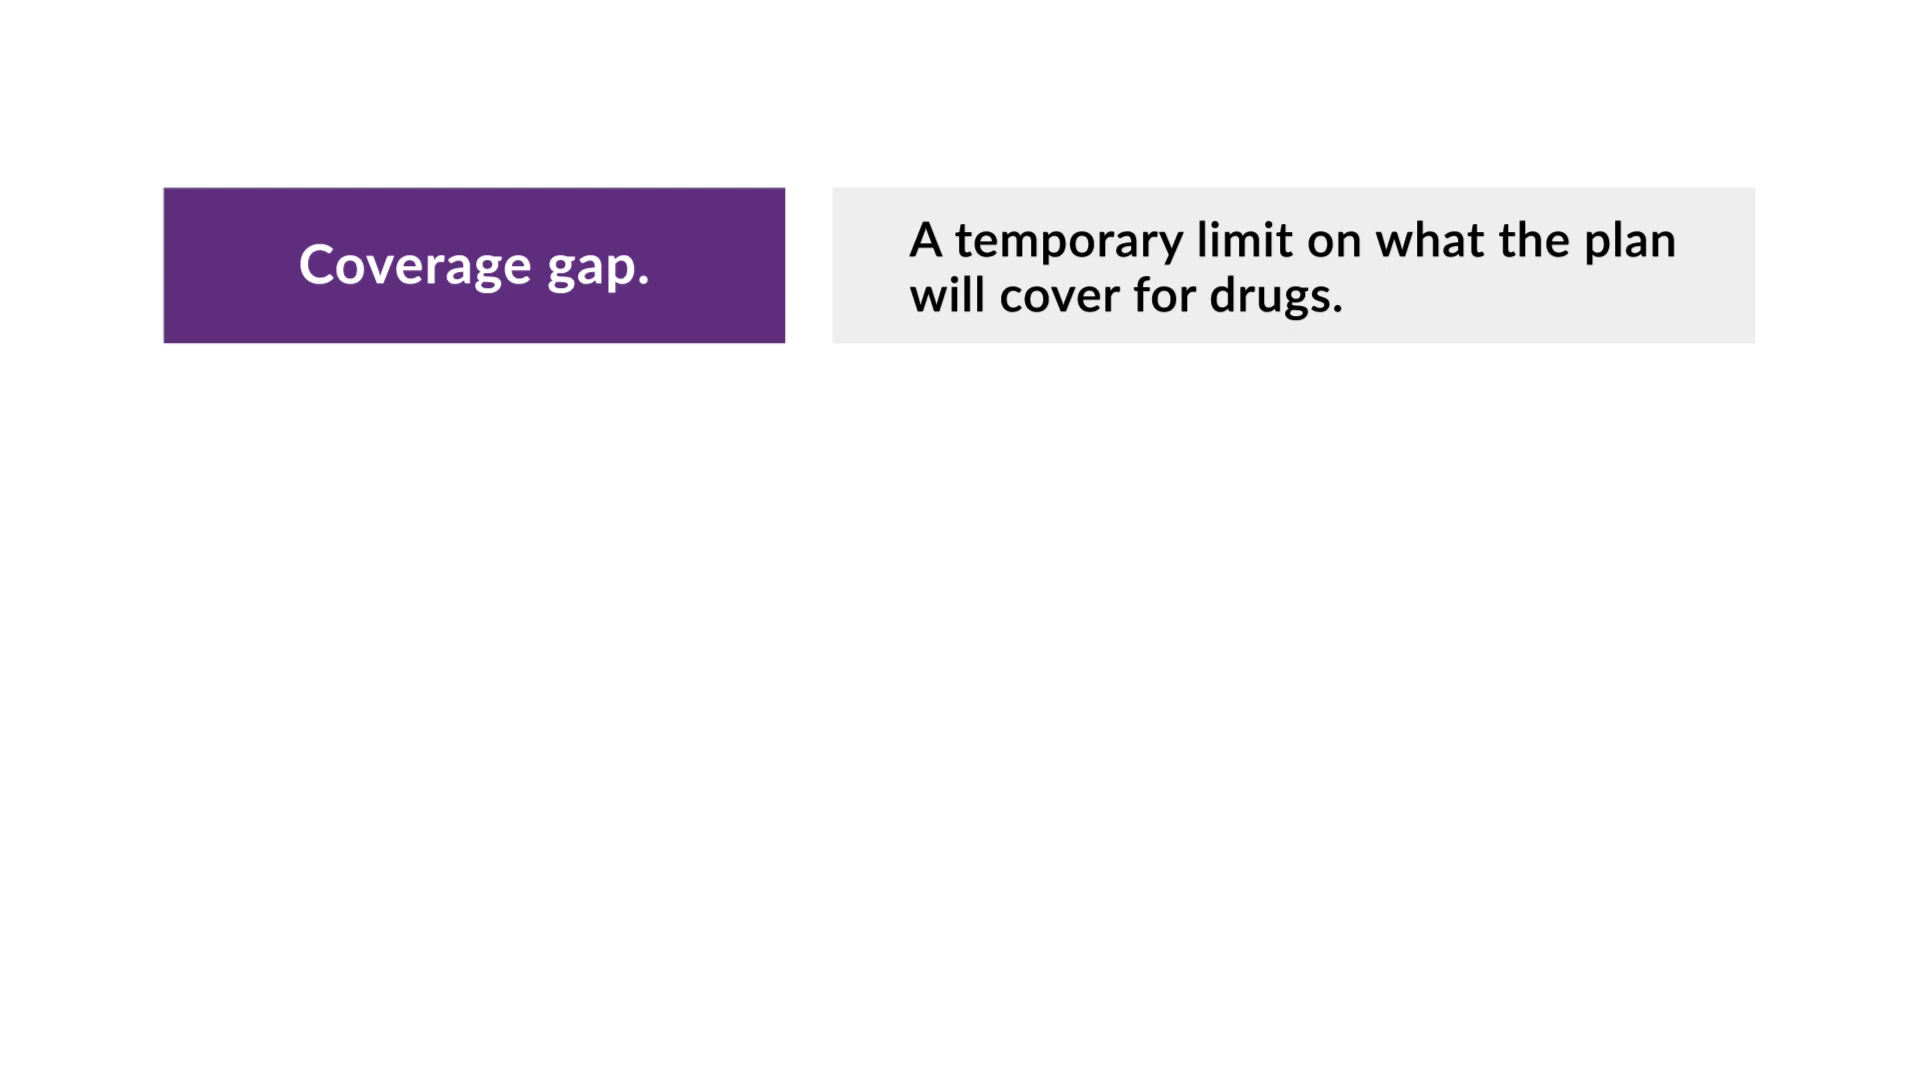 Coverage gap.
A temporary limit on what the plan
will cover for drugs.